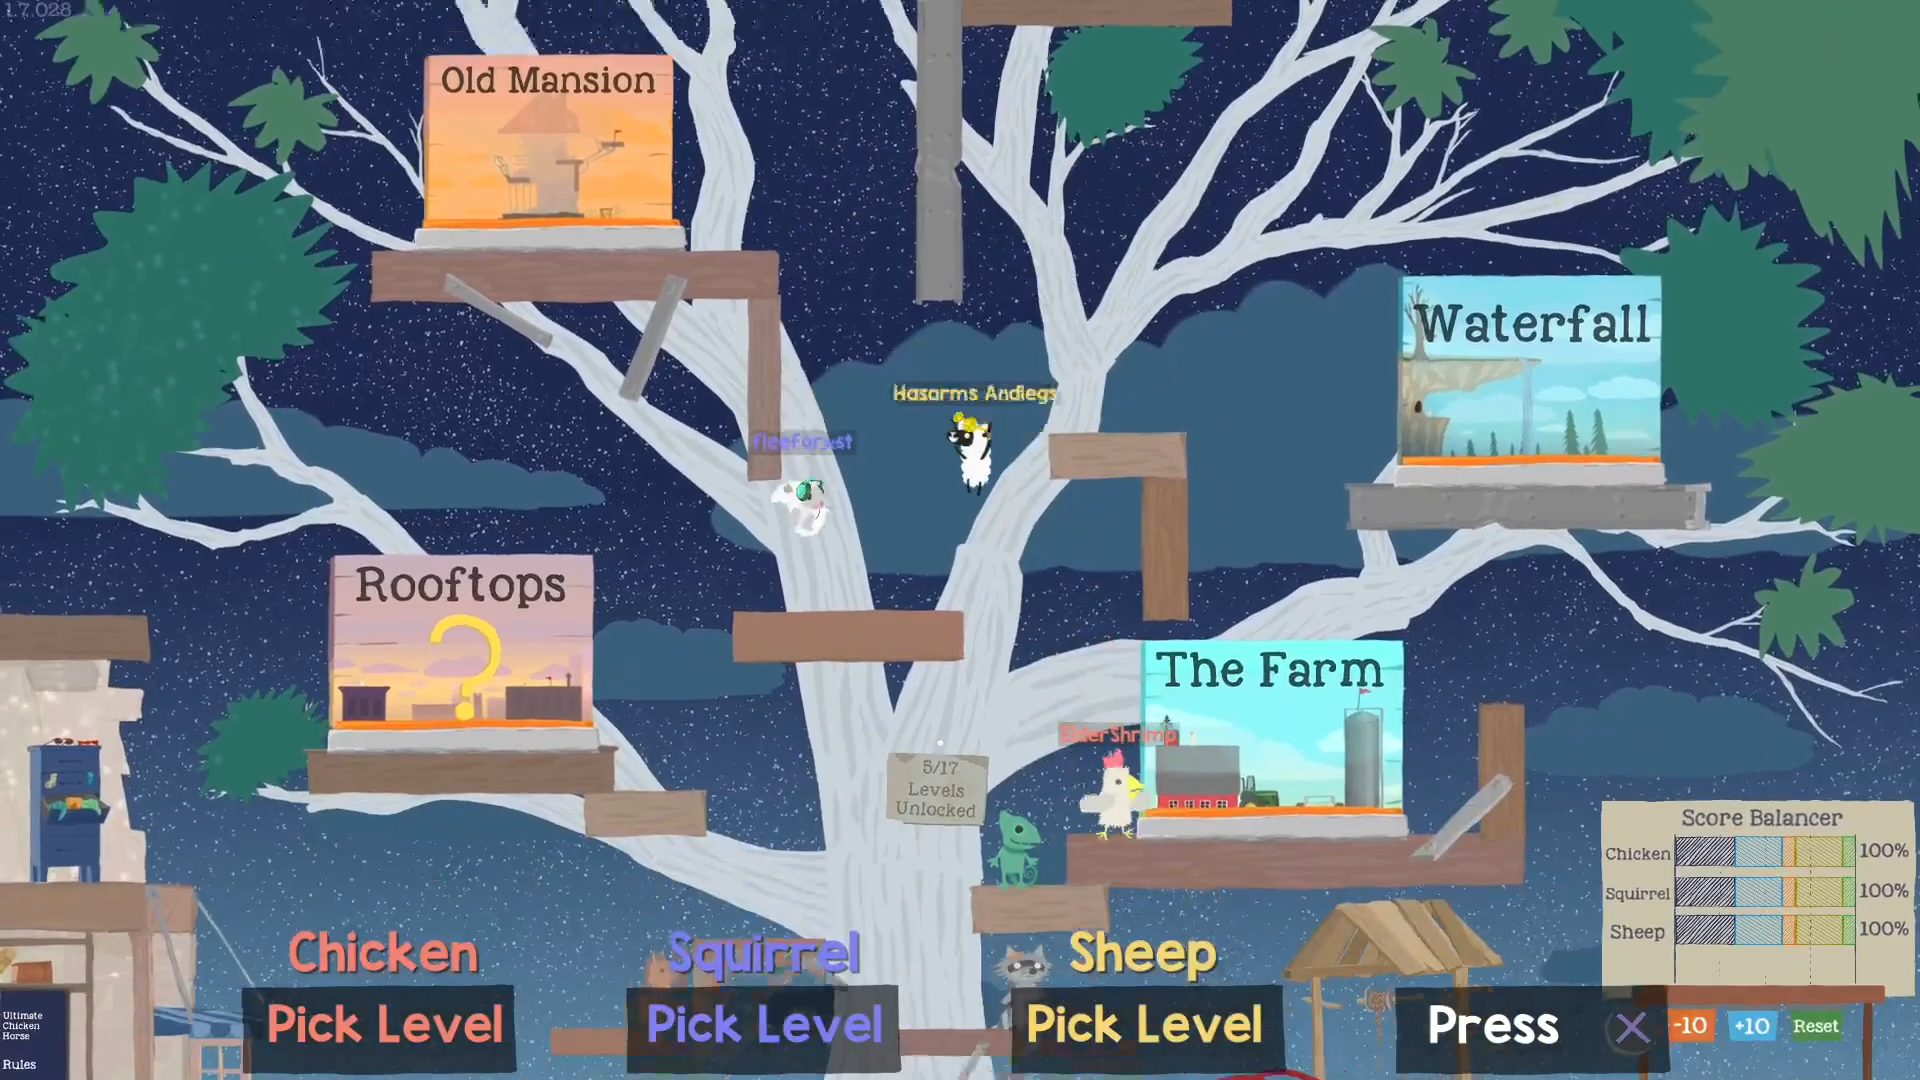 1.7.028
Old Mansion
Waterfall
Hasarms Andlegs
fleeforest
Rooftops
?
The Farm
ElderShrimp
5/17
Levels
Unlocked
Score Balancer
Chicken 100%
Squirrel 100%
Sheep 100%
Chicken
Squirrel
Sheep
Pick Level
Pick Level
Pick Level
Press
-10 +10 Reset
Ultimate
Chicken
Horse
Rules